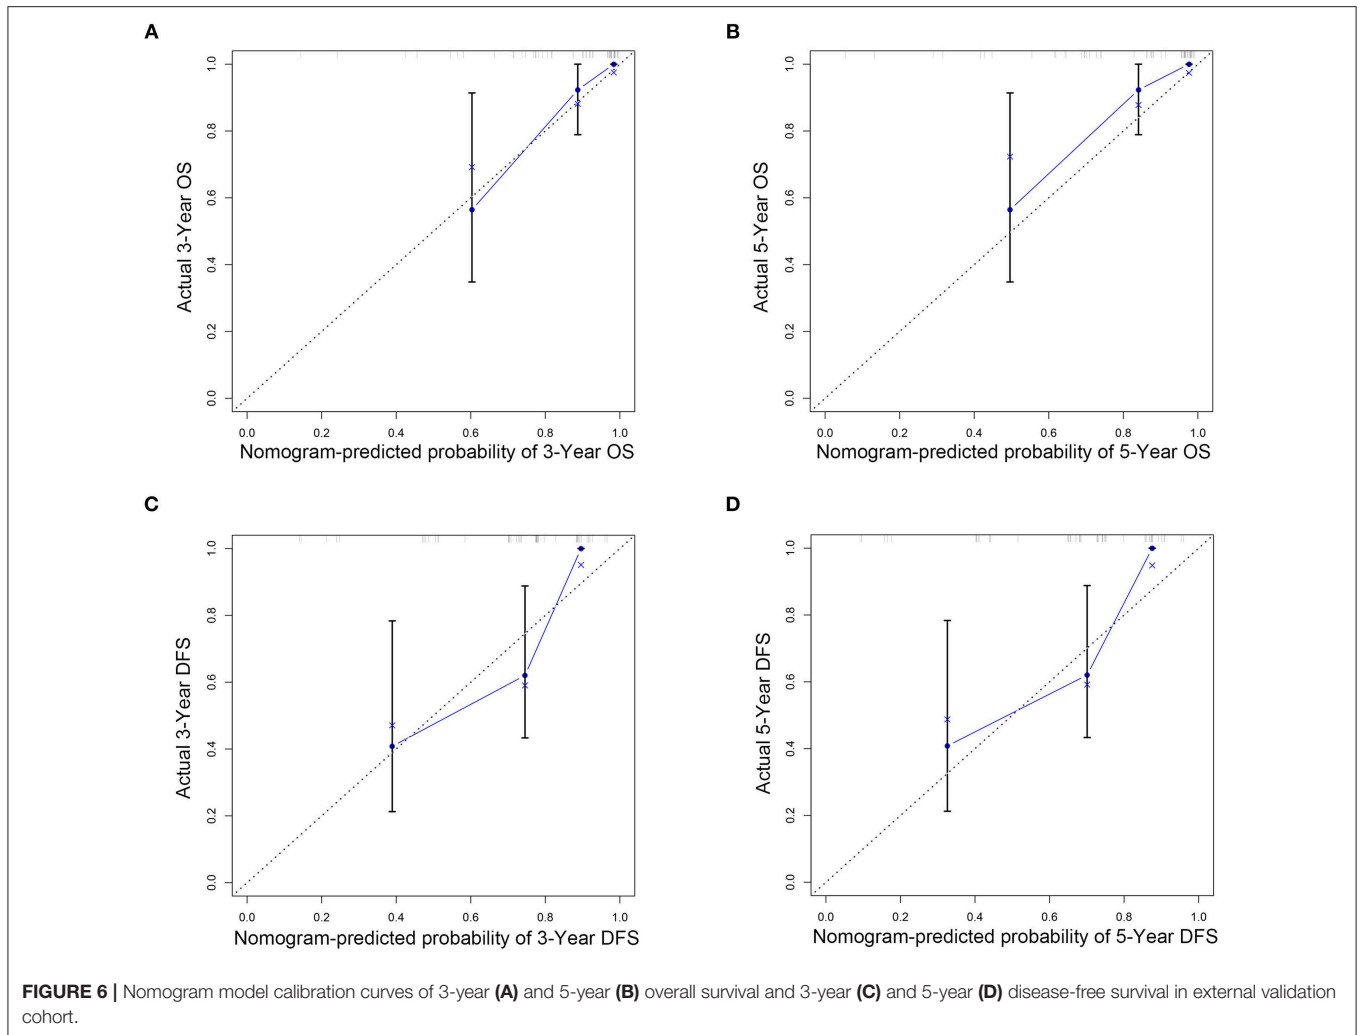 A
Actual 3-Year OS
1.0
0.8
0.6
0.4
0.2
0.0
0.0 0.2 0.4 0.6 0.8 1.0
Nomogram-predicted probability of 3-Year OS
B
Actual 5-Year OS
1.0
0.8
0.6
0.4
0.2
0.0
0.0 0.2 0.4 0.6 0.8 1.0
Nomogram-predicted probability of 5-Year OS
C
Actual 3-Year DFS
1.0
0.8
0.6
0.4
0.2
0.0
0.0 0.2 0.4 0.6 0.8 1.0
Nomogram-predicted probability of 3-Year DFS
D
Actual 5-Year DFS
1.0
0.8
0.6
0.4
0.2
0.0
0.0 0.2 0.4 0.6 0.8 1.0
Nomogram-predicted probability of 5-Year DFS
FIGURE 6 | Nomogram model calibration curves of 3-year (A) and 5-year (B) overall survival and 3-year (C) and 5-year (D) disease-free survival in external validation
cohort.